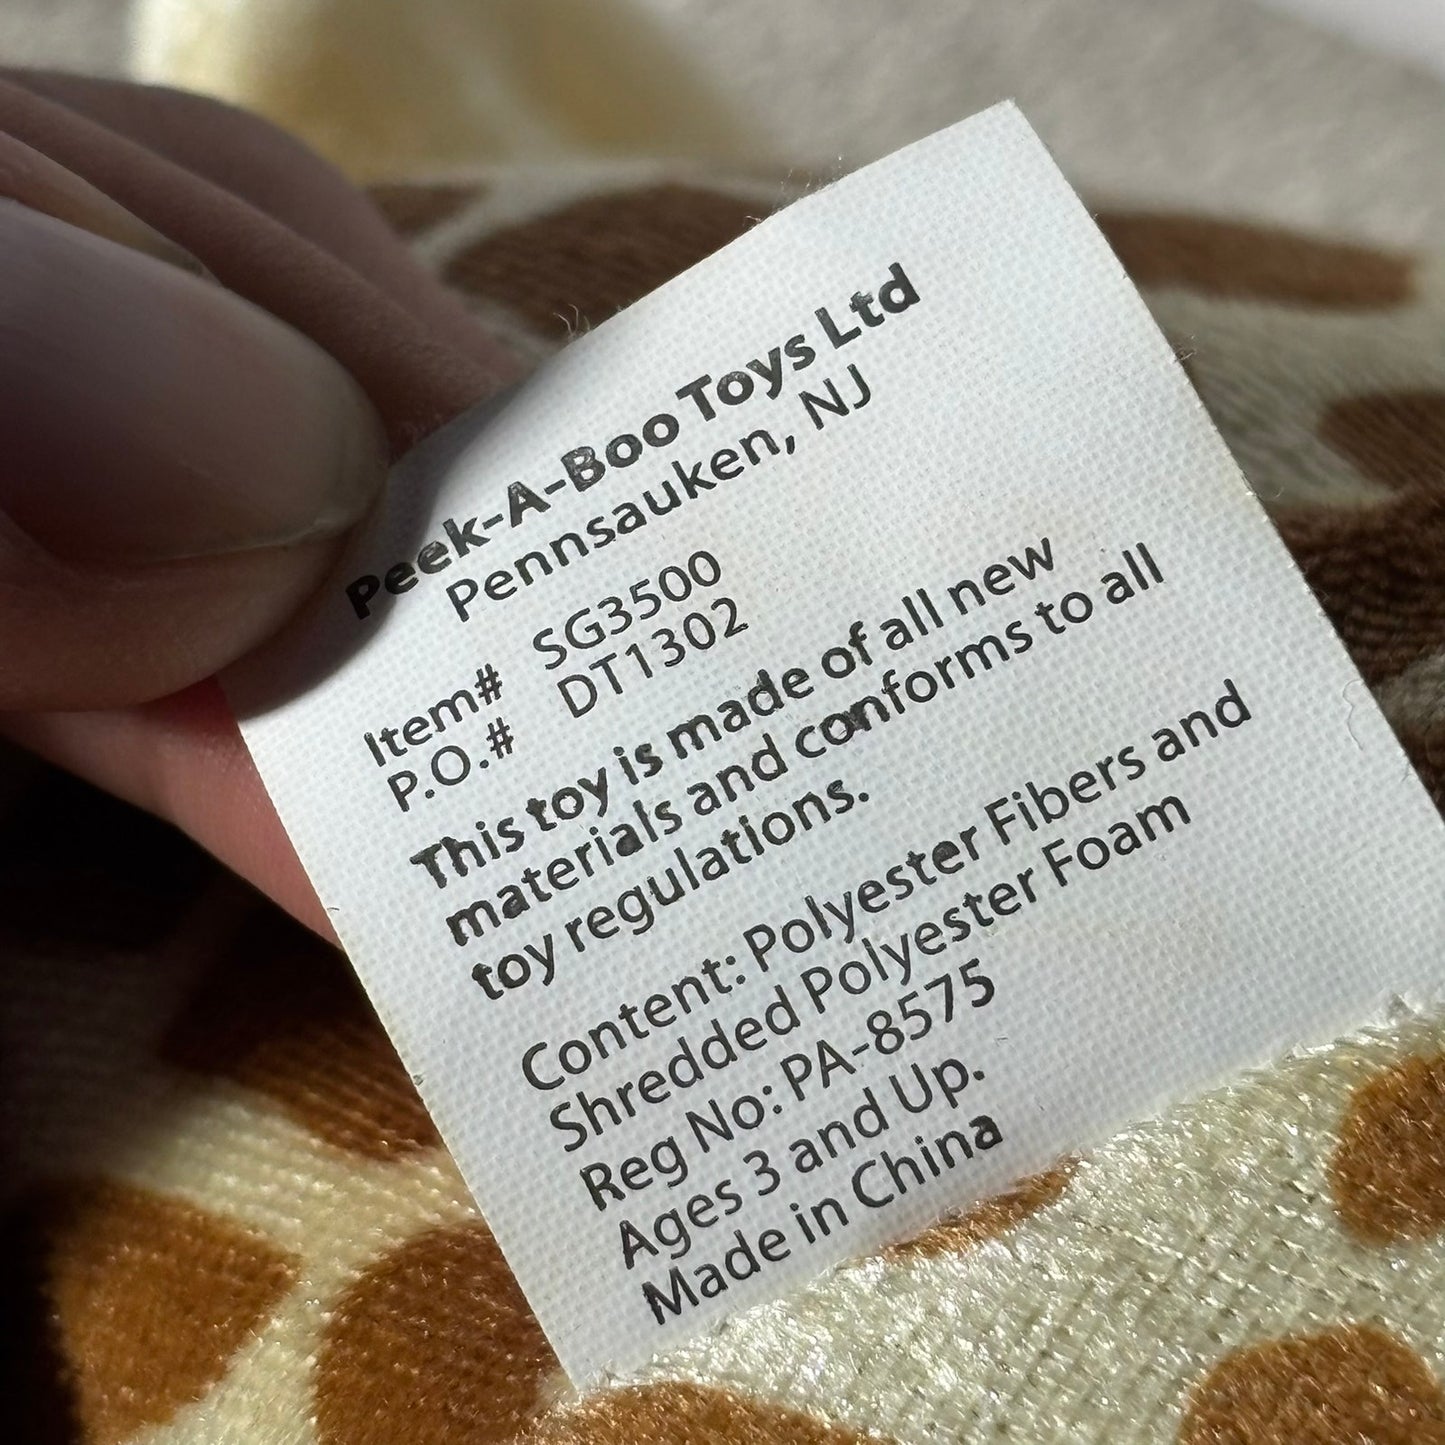 Peek-A-Boo Toys Ltd
Pennsauken, NJ
Item# SG3500
P.O.# DT1302
This toy is made of all new
materials and conforms to all
toy regulations.
Content: Polyester Fibers and
Shredded Polyester Foam
Reg No: PA-8575
Ages 3 and Up.
Made in China